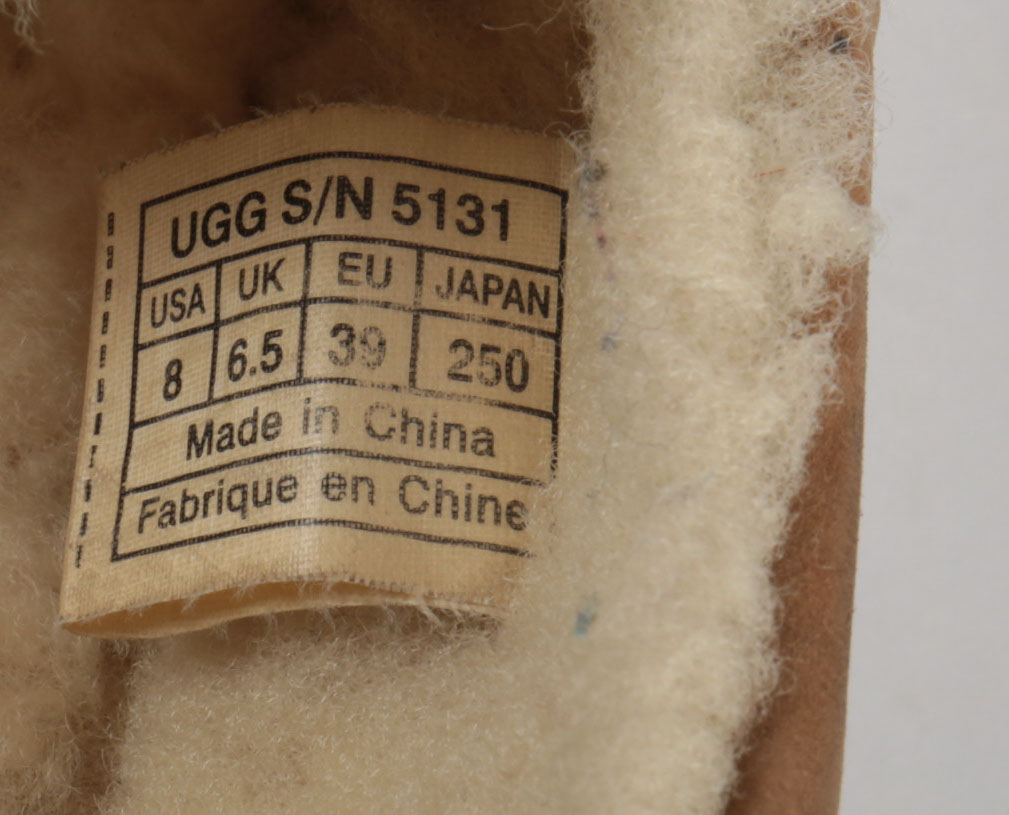 UGG S/N 5131
USA UK EU JAPAN
8 6.5 39 250
Made in China
Fabrique en Chine